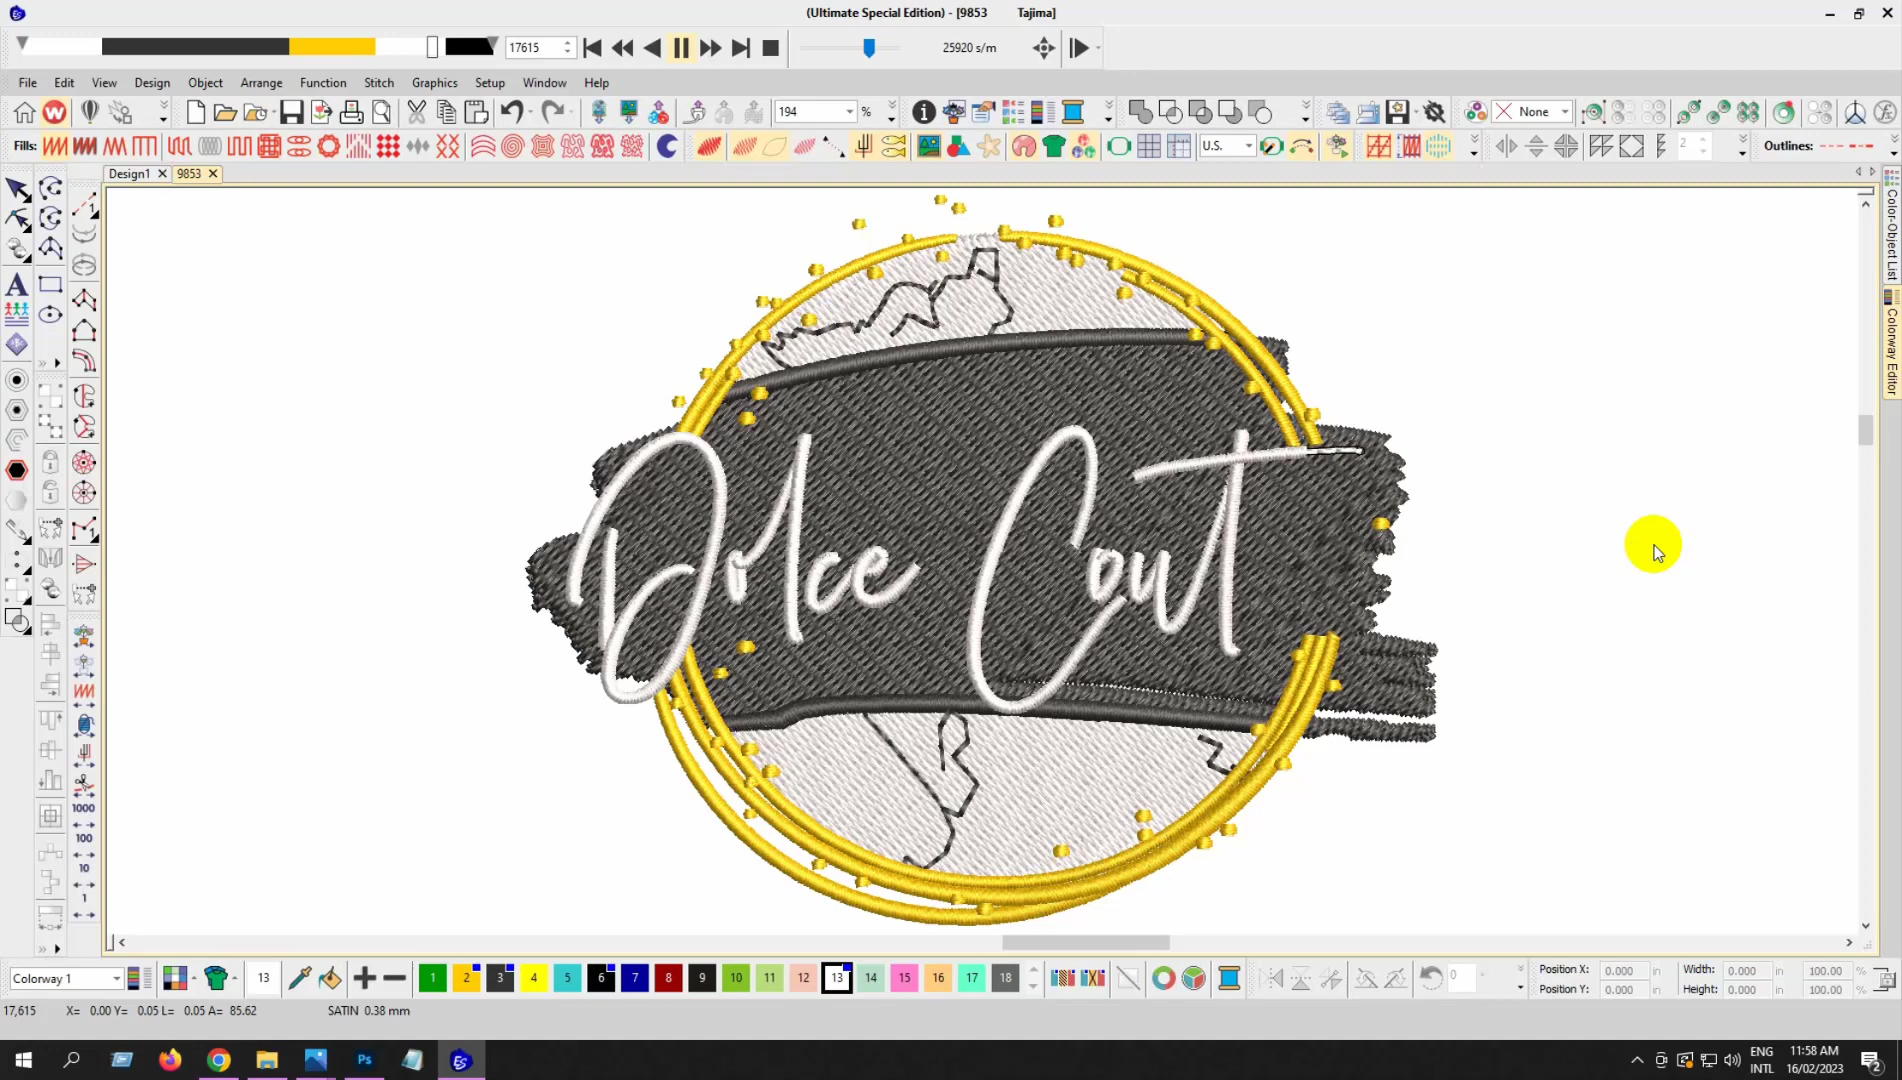 (Ultimate Special Edition) - [9853 Tajima]
17615
25920 s/m
File Edit View Design Object Arrange Function Stitch Graphics Setup Window Help
194 %
None
Fills:
U.S.
2
Outlines:
Design1
9853
Color-Object List
Colorway Editor
Dolce Cout
1000
100
10
1
Colorway 1
13
1 2 3 4 5 6 7 8 9 10 11 12 13 14 15 16 17 18
0
Position X: 0.000 in Width: 0.000 in 100.00 %
Position Y: 0.000 in Height: 0.000 in 100.00 %
17,615 X= 0.00 Y= 0.05 L= 0.05 A= 85.62 SATIN 0.38 mm
Ps
ES
ENG
INTL
11:58 AM
16/02/2023
2